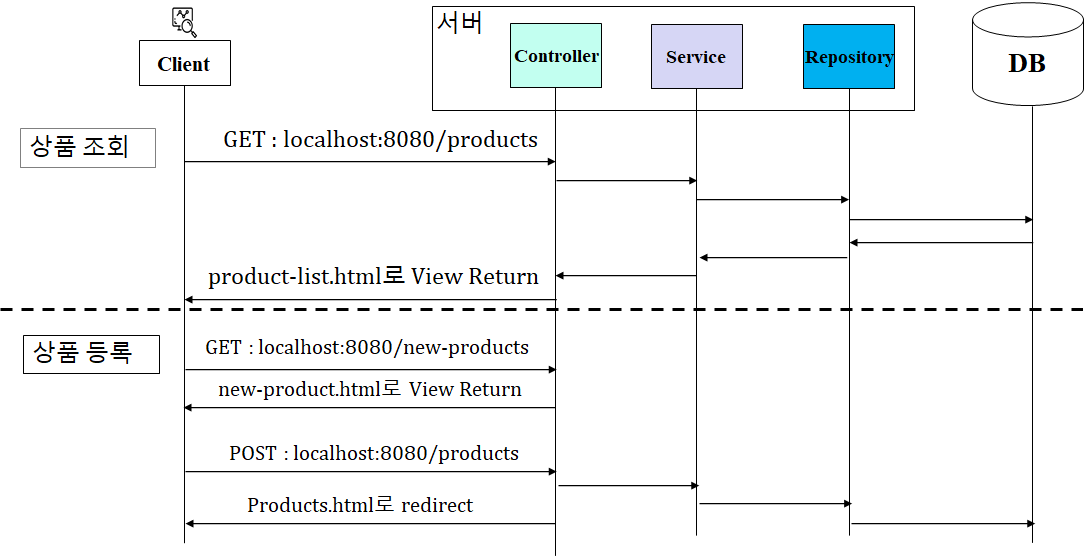 서버
Client
Controller
Service
Repository
DB
상품 조회
GET : localhost:8080/products
product-list.html로 View Return
상품 등록
GET : localhost:8080/new-products
new-product.html로 View Return
POST : localhost:8080/products
Products.html로 redirect